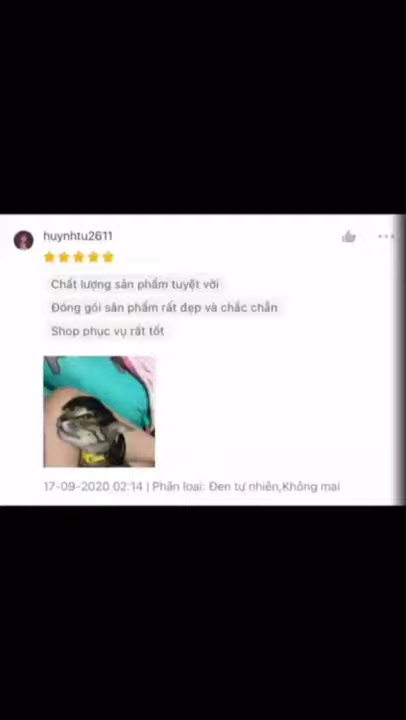 huynhtu2611
Chất lượng sản phẩm tuyệt vời
Đóng gói sản phẩm rất đẹp và chắc chắn
Shop phục vụ rất tốt
17-09-2020 02:14 | Phân loại: Đen tự nhiên,Không mai